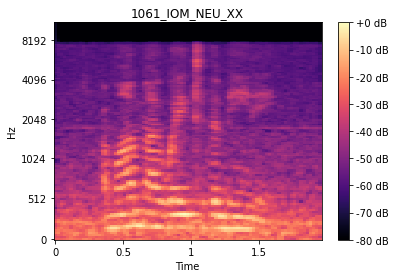 1061_IOM_NEU_XX
8192
4096
2048
1024
512
0
Hz
0
0.5
1
1.5
Time
+0 dB
-10 dB
-20 dB
-30 dB
-40 dB
-50 dB
-60 dB
-70 dB
-80 dB